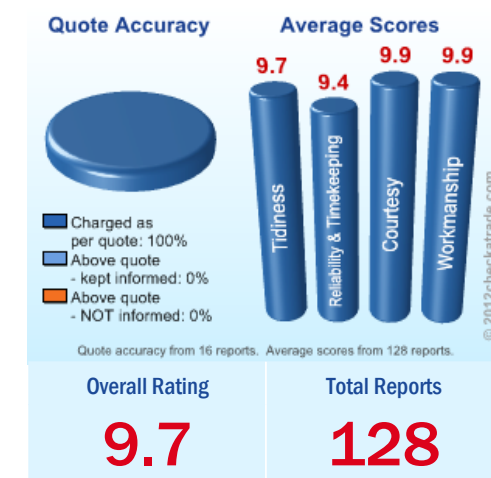 Quote Accuracy
Charged as
per quote: 100%
Above quote
- kept informed: 0%
Above quote
- NOT informed: 0%
Average Scores
9.7
9.4
9.9
9.9
Tidiness
Reliability & Timekeeping
Courtesy
Workmanship
© 2012checkatrade.com
Quote accuracy from 16 reports. Average scores from 128 reports.
Overall Rating
9.7
Total Reports
128